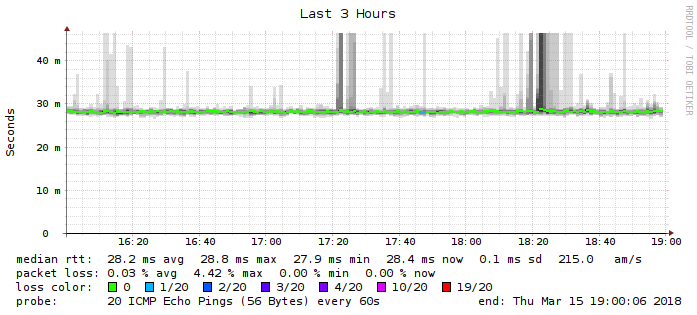 Last 3 Hours
RRDTOOL / TOBI OETIKER
Seconds
40 m
30 m
20 m
10 m
0
16:20 16:40 17:00 17:20 17:40 18:00 18:20 18:40 19:00
median rtt: 28.2 ms avg 28.8 ms max 27.9 ms min 28.4 ms now 0.1 ms sd 215.0 am/s
packet loss: 0.03 % avg 4.42 % max 0.00 % min 0.00 % now
loss color: 0 1/20 2/20 3/20 4/20 10/20 19/20
probe: 20 ICMP Echo Pings (56 Bytes) every 60s end: Thu Mar 15 19:00:06 2018